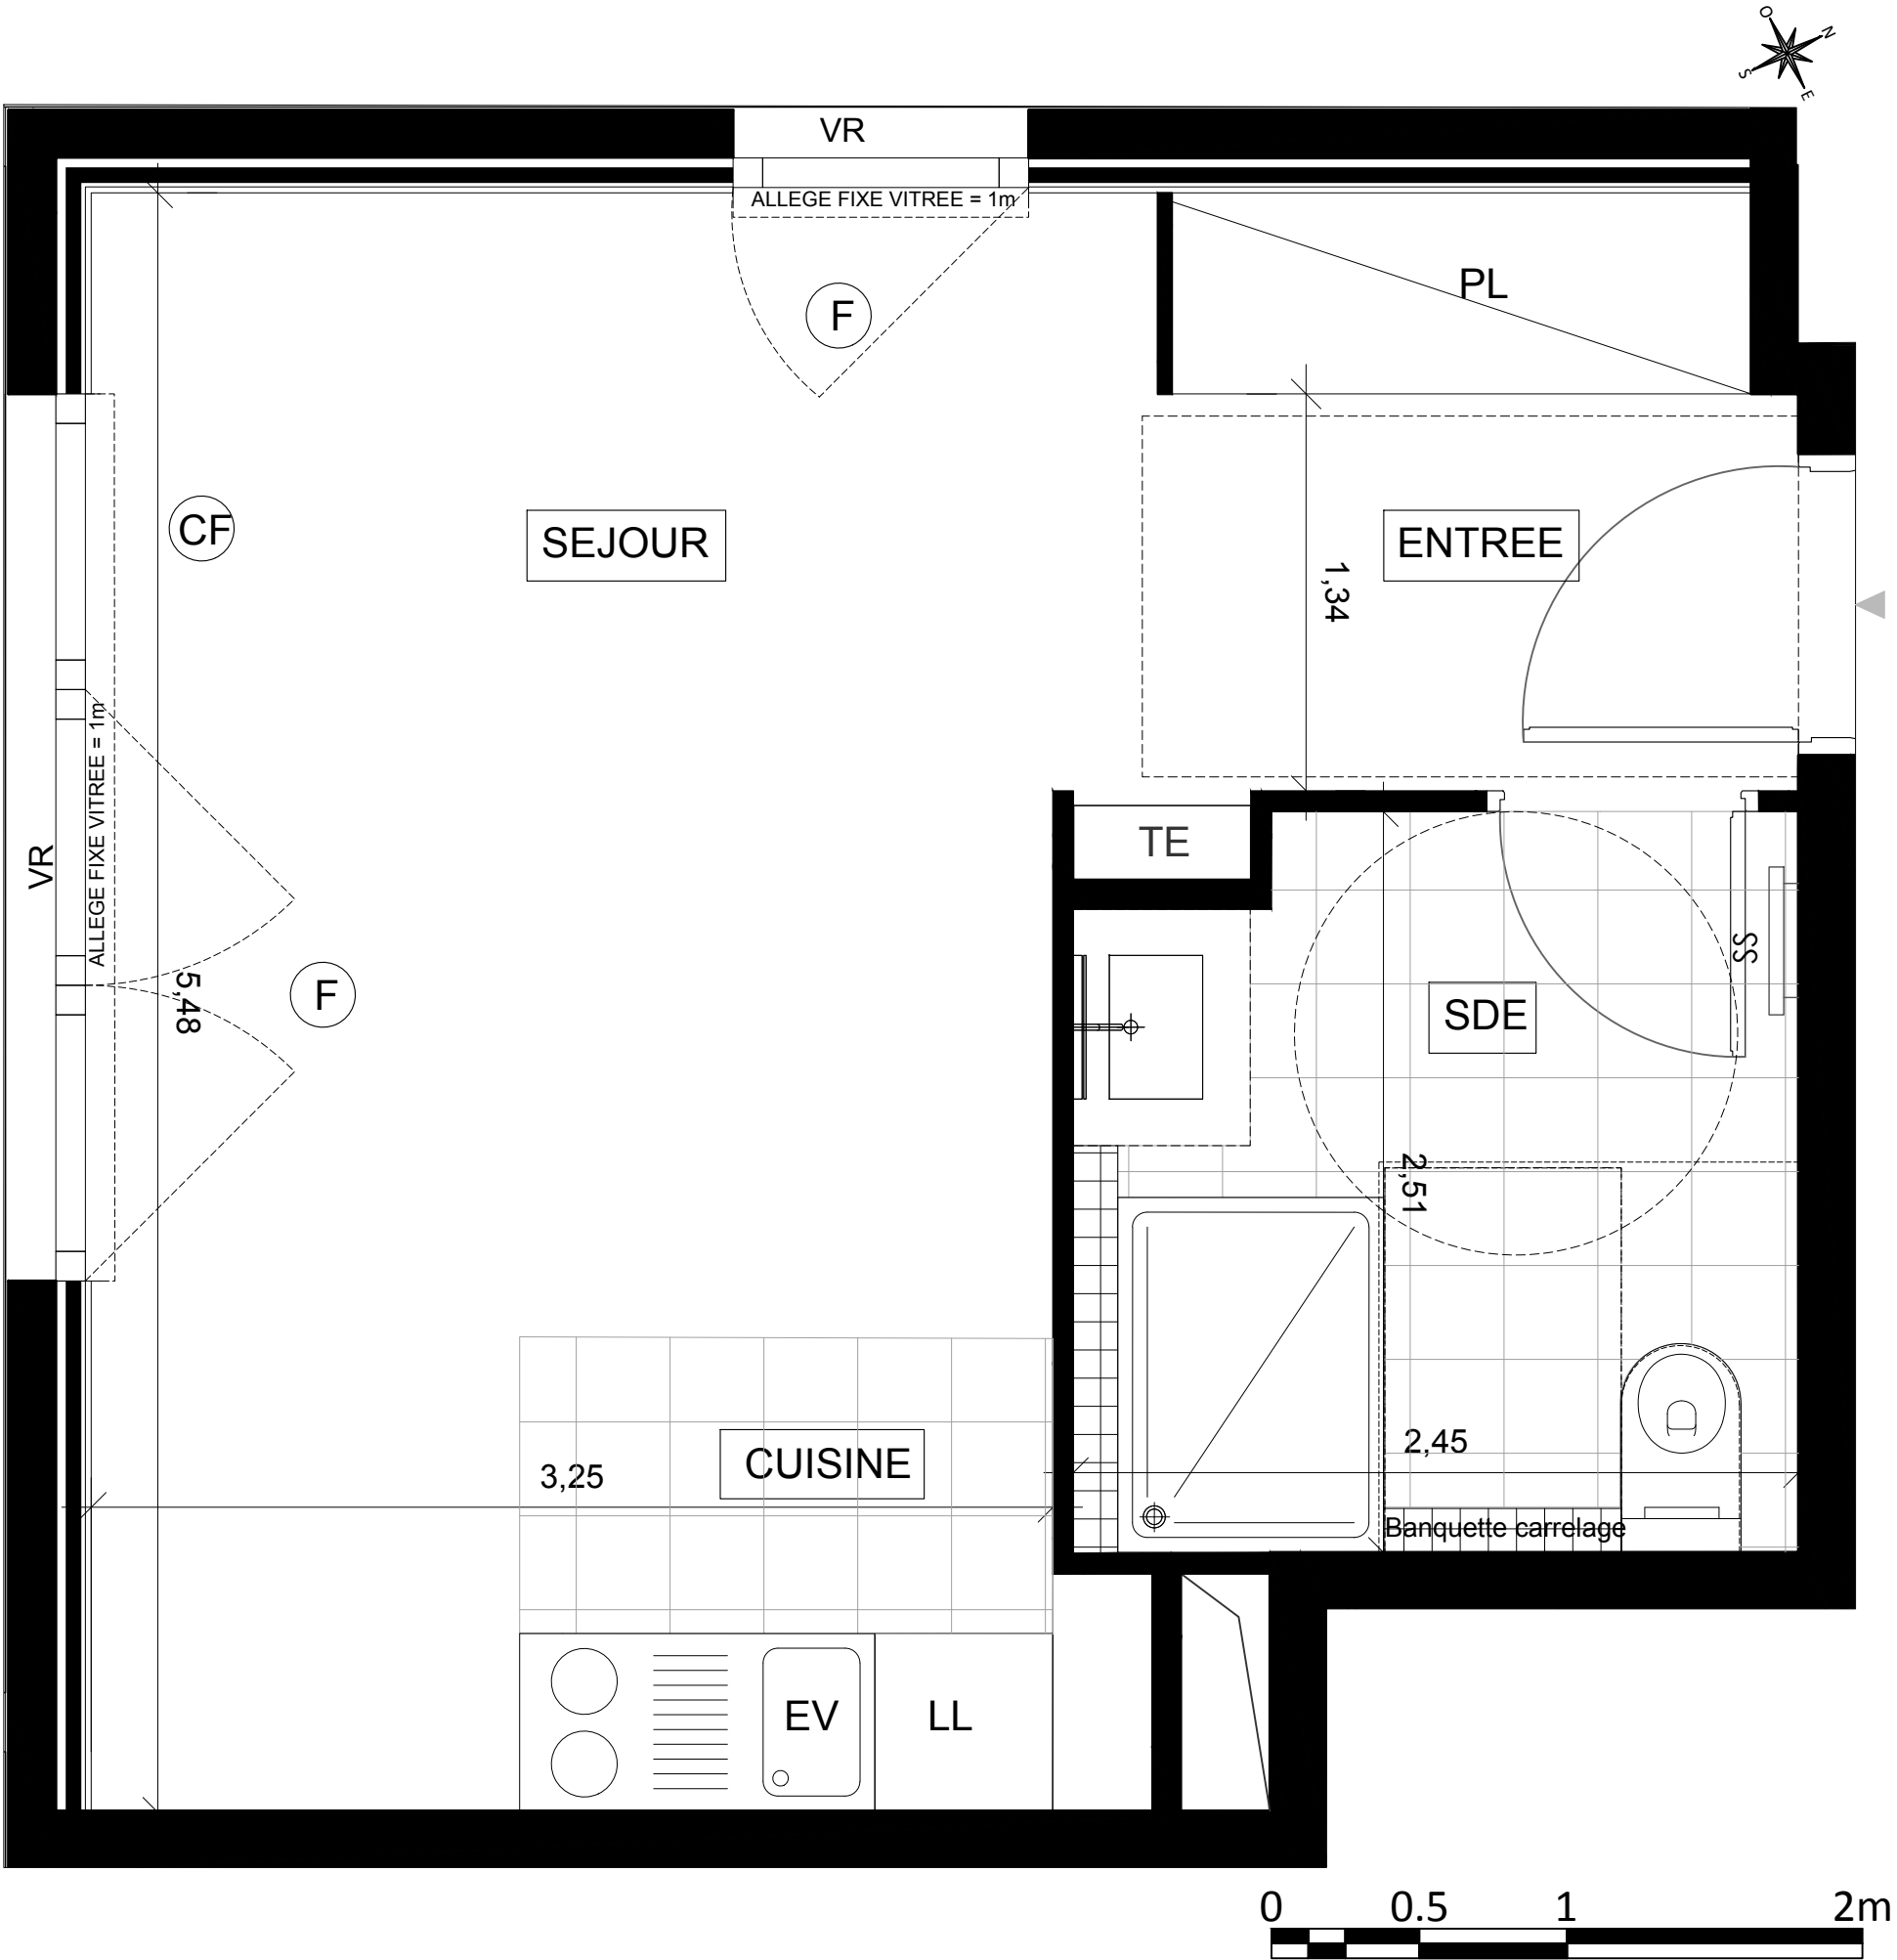 O
N
S
E
VR
ALLEGE FIXE VITREE = 1m
PL
F
CF
SEJOUR
ENTREE
1,34
ALLEGE FIXE VITREE = 1m
VR
TE
SS
5,48
F
SDE
2,51
2,45
CUISINE
3,25
Banquette carrelage
EV
LL
0 0.5 1 2m